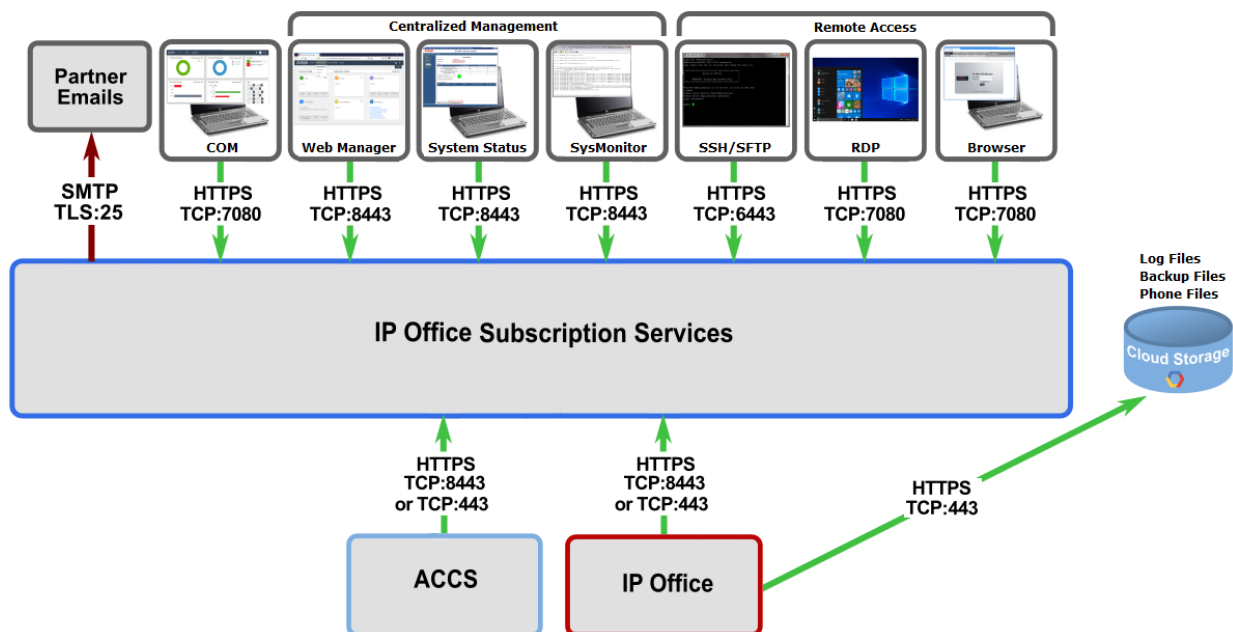 Centralized Management
Remote Access
Partner
Emails
COM
Web Manager
System Status
SysMonitor
SSH/SFTP
RDP
Browser
SMTP
TLS:25
HTTPS
TCP:7080
HTTPS
TCP:8443
HTTPS
TCP:8443
HTTPS
TCP:8443
HTTPS
TCP:6443
HTTPS
TCP:7080
HTTPS
TCP:7080
Log Files
Backup Files
Phone Files
Cloud Storage
IP Office Subscription Services
HTTPS
TCP:8443
or TCP:443
HTTPS
TCP:8443
or TCP:443
HTTPS
TCP:443
ACCS
IP Office